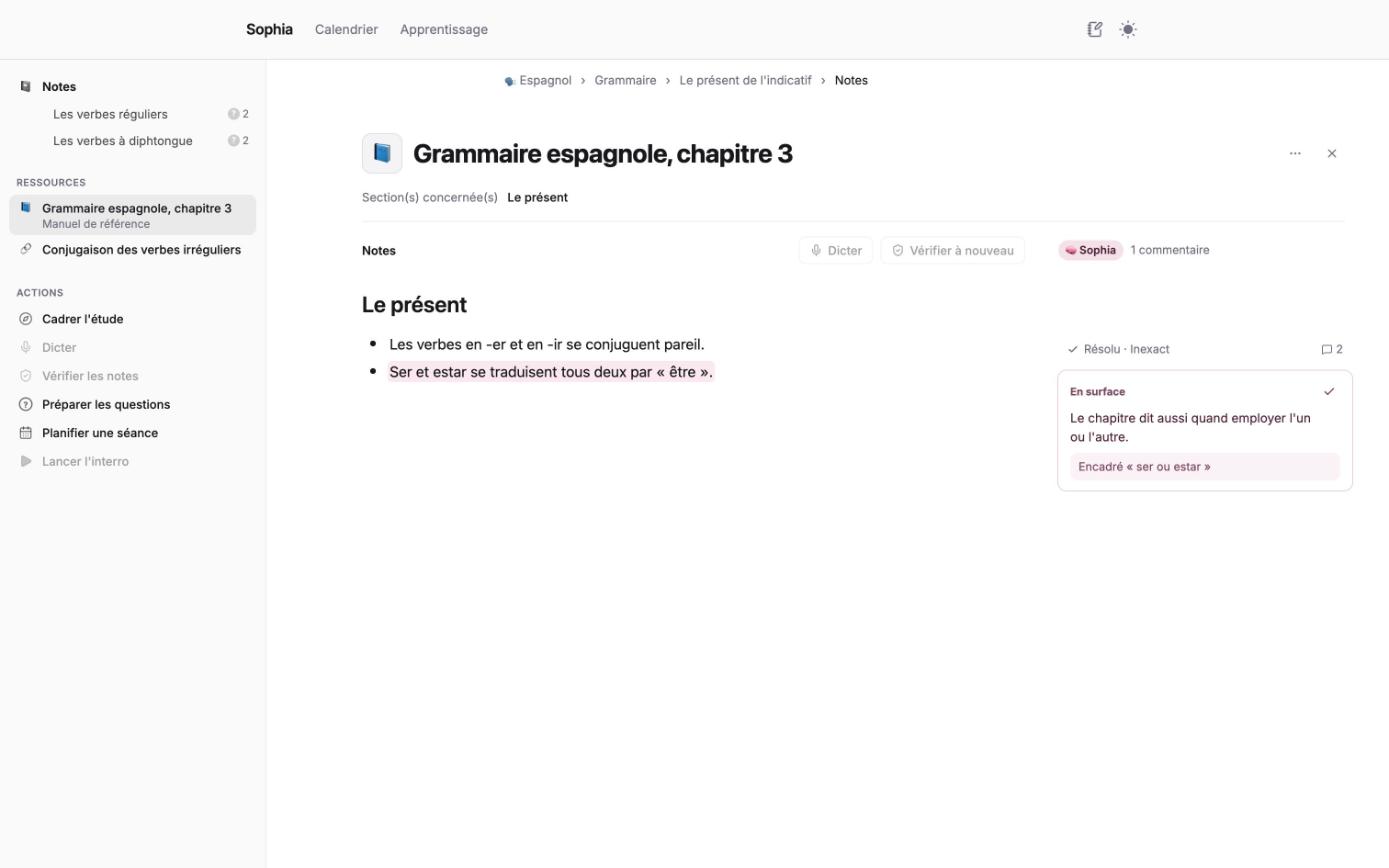 Sophia Calendrier Apprentissage
Notes
Les verbes réguliers ? 2
Les verbes à diphtongue ? 2
RESSOURCES
Grammaire espagnole, chapitre 3
Manuel de référence
Conjugaison des verbes irréguliers
ACTIONS
Cadrer l'étude
Dicter
Vérifier les notes
Préparer les questions
Planifier une séance
Lancer l'interro
Espagnol › Grammaire › Le présent de l'indicatif › Notes
Grammaire espagnole, chapitre 3
Section(s) concernée(s) Le présent
Notes Dicter Vérifier à nouveau
Le présent
• Les verbes en -er et en -ir se conjuguent pareil.
• Ser et estar se traduisent tous deux par « être ».
Sophia 1 commentaire
Résolu · Inexact 2
En surface
Le chapitre dit aussi quand employer l'un
ou l'autre.
Encadré « ser ou estar »